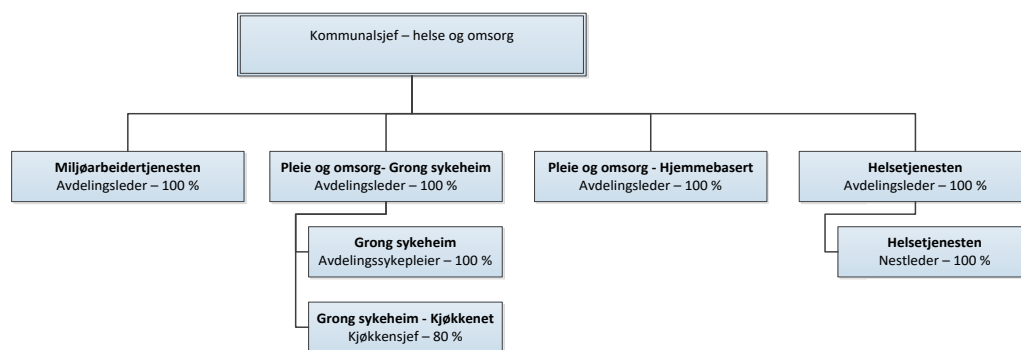 Kommunalsjef – helse og omsorg
Miljøarbeidertjenesten
Avdelingsleder – 100 %
Pleie og omsorg- Grong sykeheim
Avdelingsleder – 100 %
Pleie og omsorg - Hjemmebasert
Avdelingsleder – 100 %
Helsetjenesten
Avdelingsleder – 100 %
Grong sykeheim
Avdelingssykepleier – 100 %
Helsetjenesten
Nestleder – 100 %
Grong sykeheim - Kjøkkenet
Kjøkkensjef – 80 %